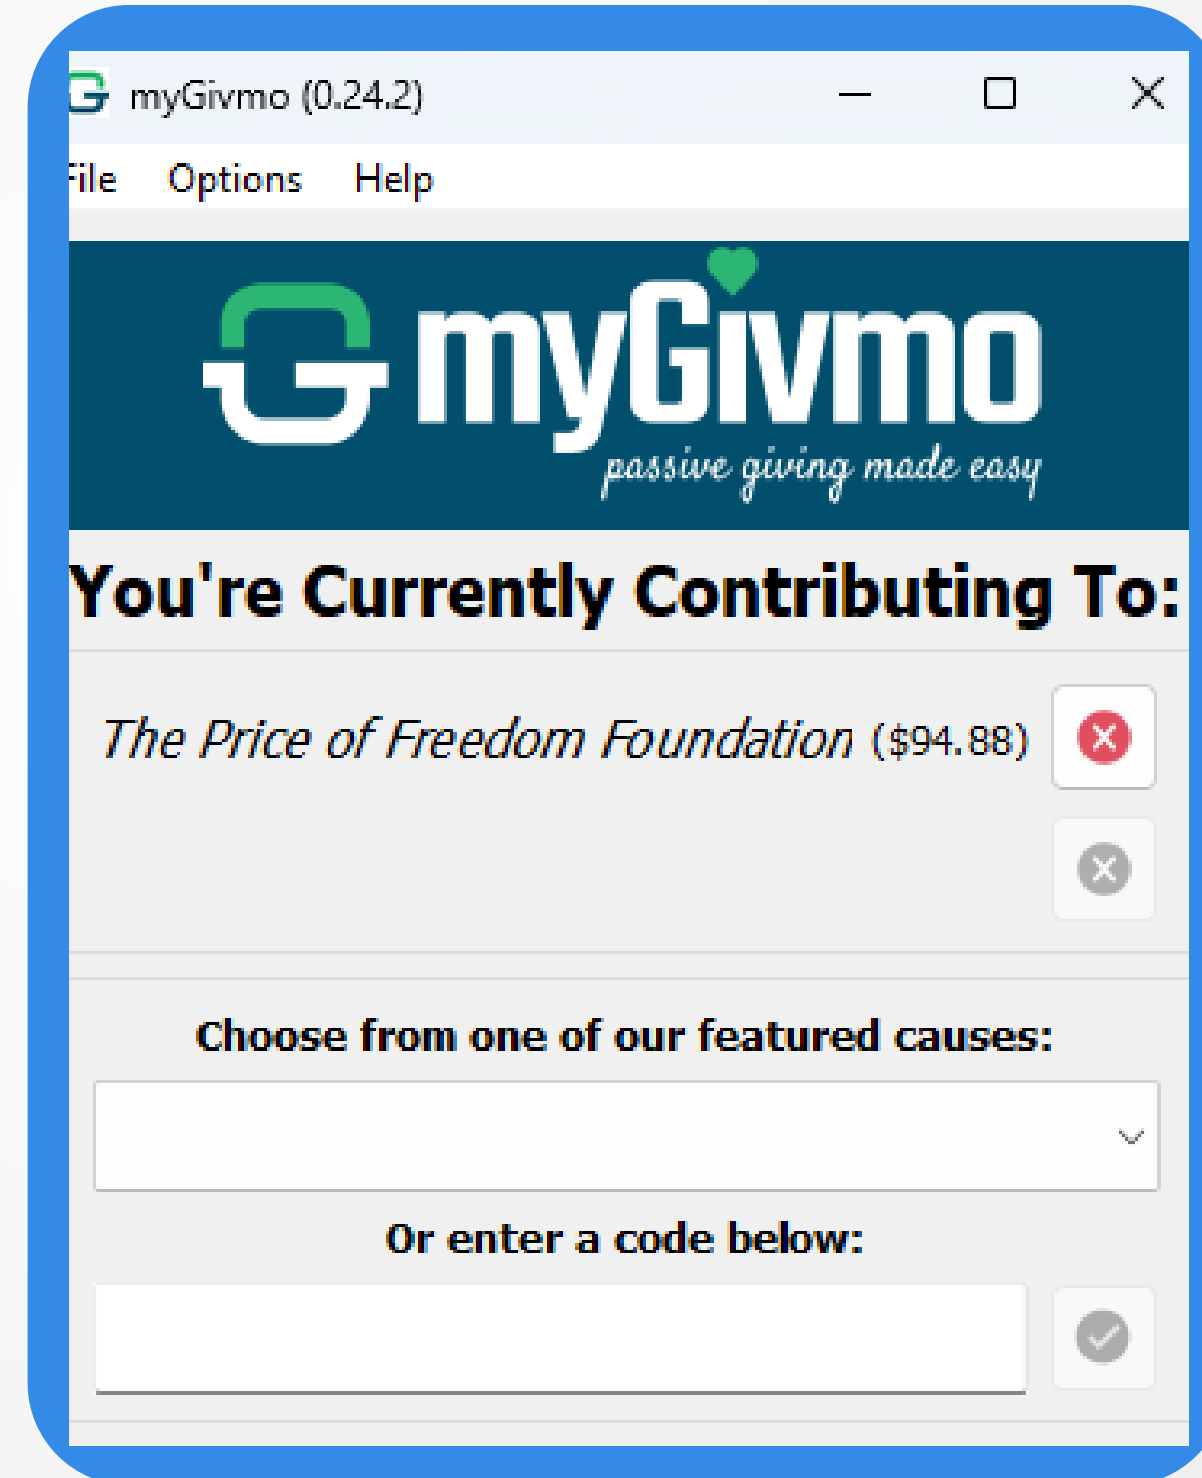 myGivmo (0.24.2)
File Options Help
myGivmo
passive giving made easy
You're Currently Contributing To:
The Price of Freedom Foundation ($94.88)
Choose from one of our featured causes:
Or enter a code below: